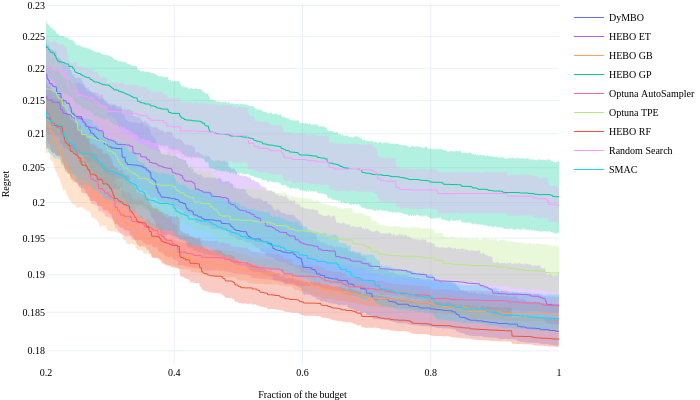 0.23
0.225
0.22
0.215
0.21
0.205
0.2
0.195
0.19
0.185
0.18
Regret
0.2
0.4
0.6
0.8
1
Fraction of the budget
DyMBO
HEBO ET
HEBO GB
HEBO GP
Optuna AutoSampler
Optuna TPE
HEBO RF
Random Search
SMAC